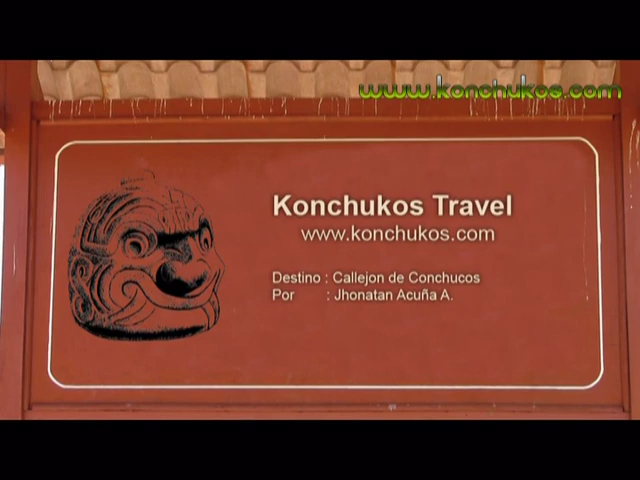 www.konchukos.com
Konchukos Travel
www.konchukos.com
Destino : Callejon de Conchucos
Por : Jhonatan Acuña A.